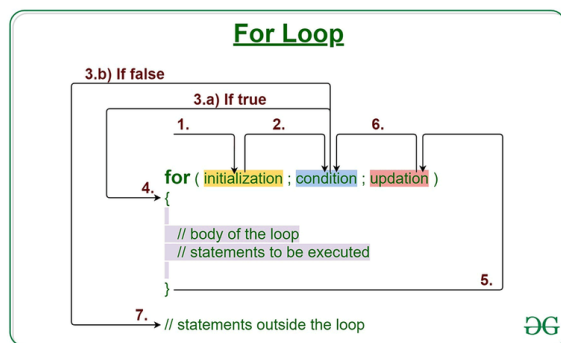 For Loop
3.b) If false
3.a) If true
1. 2. 6.
for ( initialization ; condition ; updation )
4. {
// body of the loop
// statements to be executed
} 5.
7. // statements outside the loop